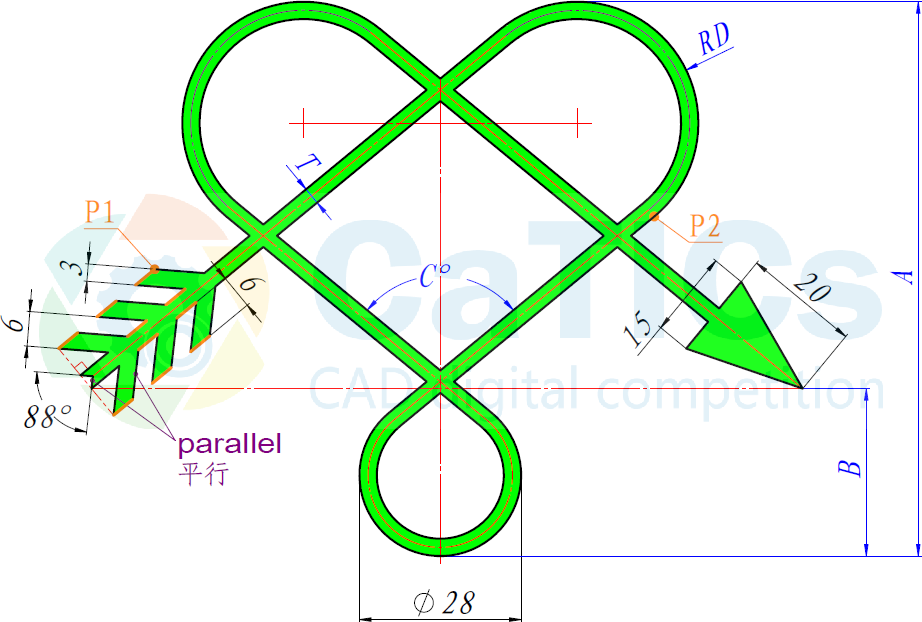 RD
T
P1
P2
3
6
A
C°
20
6
15
CaTICs
CAD digital competition
88°
B
parallel
平行
Ø 28